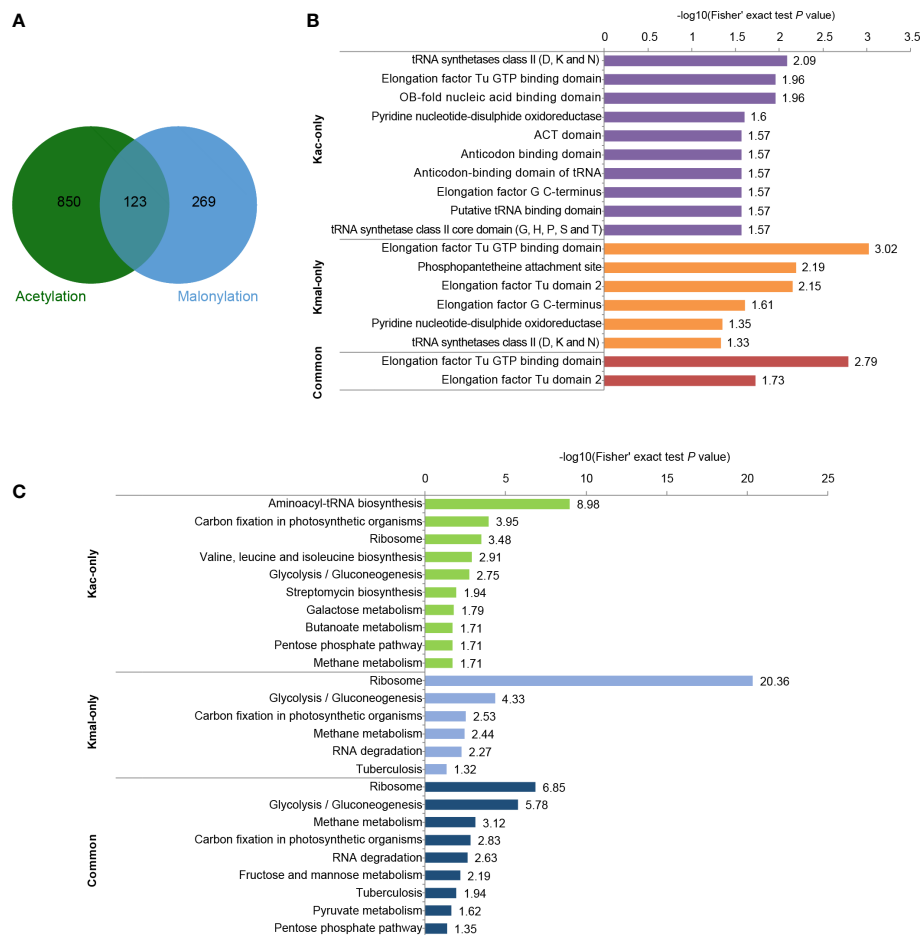 A
850
123
269
Acetylation
Malonylation
B
-log10(Fisher' exact test P value)
0 0.5 1 1.5 2 2.5 3 3.5
Kac-only
tRNA synthetases class II (D, K and N) 2.09
Elongation factor Tu GTP binding domain 1.96
OB-fold nucleic acid binding domain 1.96
Pyridine nucleotide-disulphide oxidoreductase 1.6
ACT domain 1.57
Anticodon binding domain 1.57
Anticodon-binding domain of tRNA 1.57
Elongation factor G C-terminus 1.57
Putative tRNA binding domain 1.57
tRNA synthetase class II core domain (G, H, P, S and T) 1.57
Kmal-only
Elongation factor Tu GTP binding domain 3.02
Phosphopantetheine attachment site 2.19
Elongation factor Tu domain 2 2.15
Elongation factor G C-terminus 1.61
Pyridine nucleotide-disulphide oxidoreductase 1.35
tRNA synthetases class II (D, K and N) 1.33
Common
Elongation factor Tu GTP binding domain 2.79
Elongation factor Tu domain 2 1.73
C
-log10(Fisher' exact test P value)
0 5 10 15 20 25
Kac-only
Aminoacyl-tRNA biosynthesis 8.98
Carbon fixation in photosynthetic organisms 3.95
Ribosome 3.48
Valine, leucine and isoleucine biosynthesis 2.91
Glycolysis / Gluconeogenesis 2.75
Streptomycin biosynthesis 1.94
Galactose metabolism 1.79
Butanoate metabolism 1.71
Pentose phosphate pathway 1.71
Methane metabolism 1.71
Kmal-only
Ribosome 20.36
Glycolysis / Gluconeogenesis 4.33
Carbon fixation in photosynthetic organisms 2.53
Methane metabolism 2.44
RNA degradation 2.27
Tuberculosis 1.32
Common
Ribosome 6.85
Glycolysis / Gluconeogenesis 5.78
Methane metabolism 3.12
Carbon fixation in photosynthetic organisms 2.83
RNA degradation 2.63
Fructose and mannose metabolism 2.19
Tuberculosis 1.94
Pyruvate metabolism 1.62
Pentose phosphate pathway 1.35